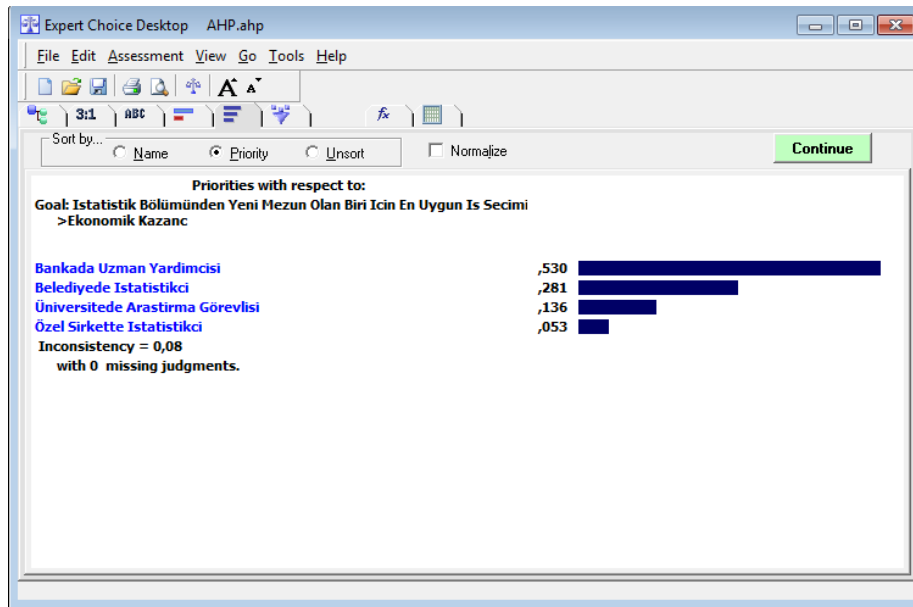 Expert Choice Desktop AHP.ahp
File Edit Assessment View Go Tools Help
A A
3:1 ABC fx
Sort by...
Name Priority Unsort Normalize Continue
Priorities with respect to:
Goal: Istatistik Bölümünden Yeni Mezun Olan Biri Icin En Uygun Is Secimi
>Ekonomik Kazanc
Bankada Uzman Yardimcisi ,530
Belediyede Istatistikci ,281
Üniversitede Arastirma Görevlisi ,136
Özel Sirkette Istatistikci ,053
Inconsistency = 0,08
with 0 missing judgments.